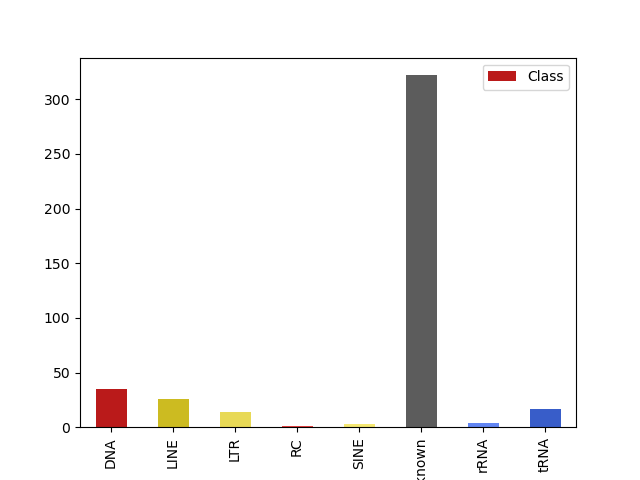 Class
300
250
200
150
100
50
0
DNA
LINE
LTR
RC
SINE
known
rRNA
tRNA